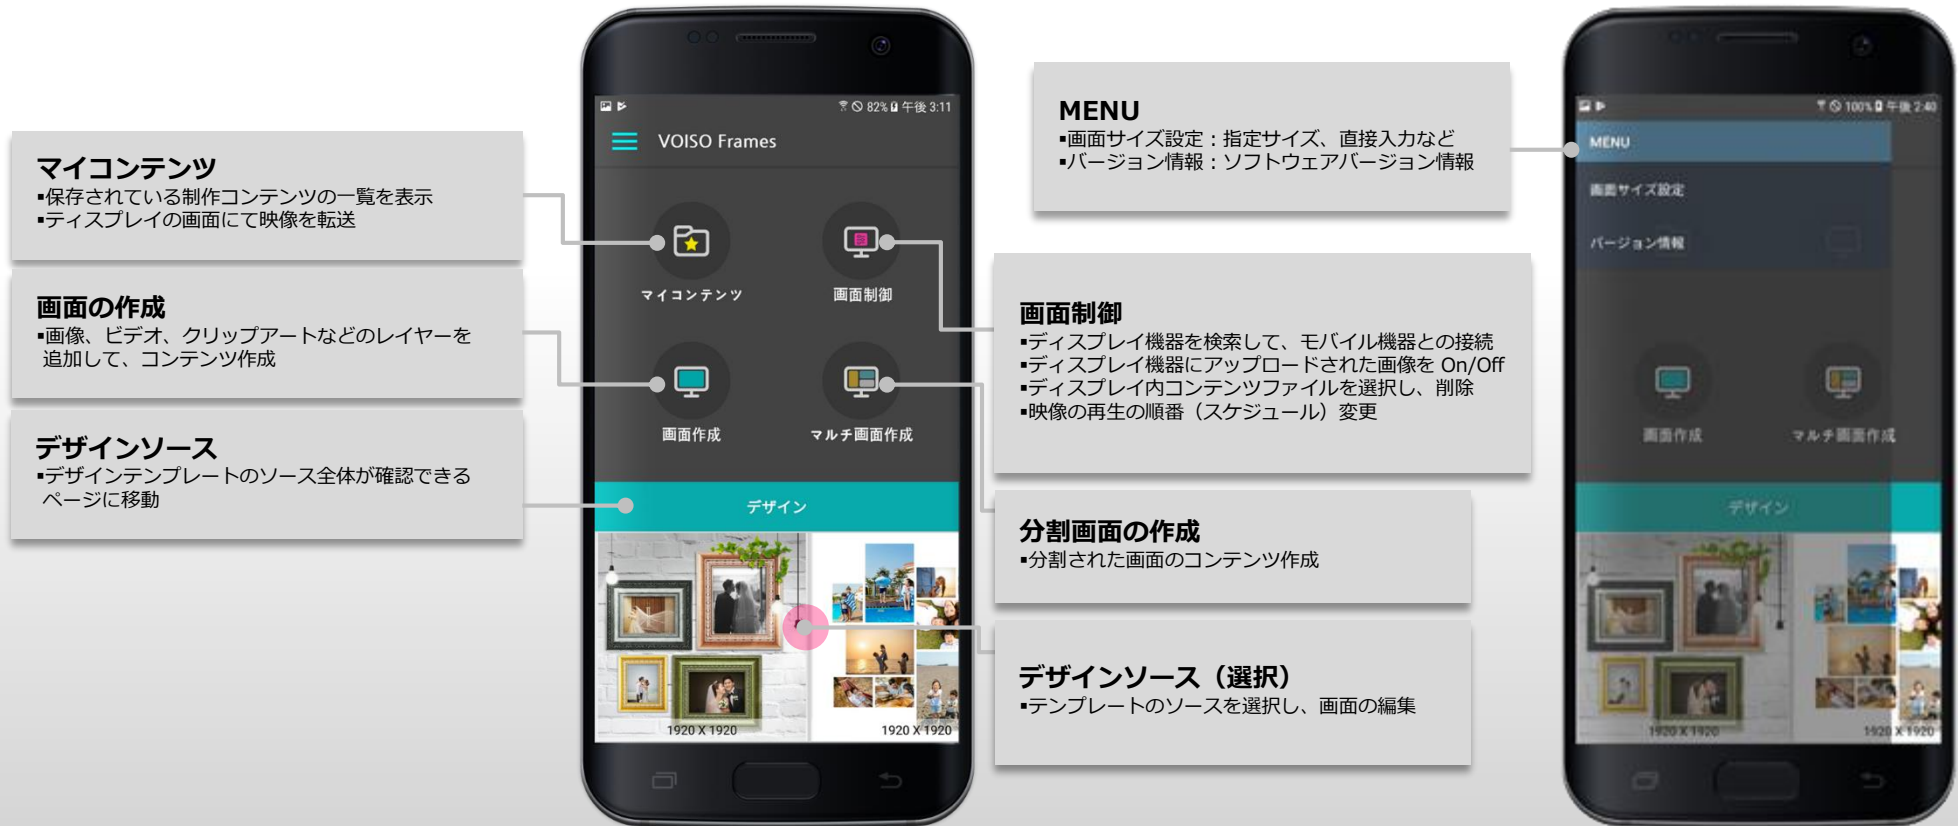 マイコンテンツ
▪保存されている制作コンテンツの一覧を表示
▪ディスプレイの画面にて映像を転送
画面の作成
▪画像、ビデオ、クリップアートなどのレイヤーを
追加して、コンテンツ作成
デザインソース
▪デザインテンプレートのソース全体が確認できる
ページに移動
82% 午後 3:11
VOISO Frames
マイコンテンツ
画面制御
画面作成
マルチ画面作成
デザイン
1920 X 1920
1920 X 1920
MENU
▪画面サイズ設定：指定サイズ、直接入力など
▪バージョン情報：ソフトウェアバージョン情報
画面制御
▪ディスプレイ機器を検索して、モバイル機器との接続
▪ディスプレイ機器にアップロードされた画像を On/Off
▪ディスプレイ内コンテンツファイルを選択し、削除
▪映像の再生の順番（スケジュール）変更
分割画面の作成
▪分割された画面のコンテンツ作成
デザインソース（選択）
▪テンプレートのソースを選択し、画面の編集
100% 午後 2:40
MENU
画面サイズ設定
バージョン情報
画面作成
マルチ画面作成
デザイン
1920 X 1920
1920 X 1920